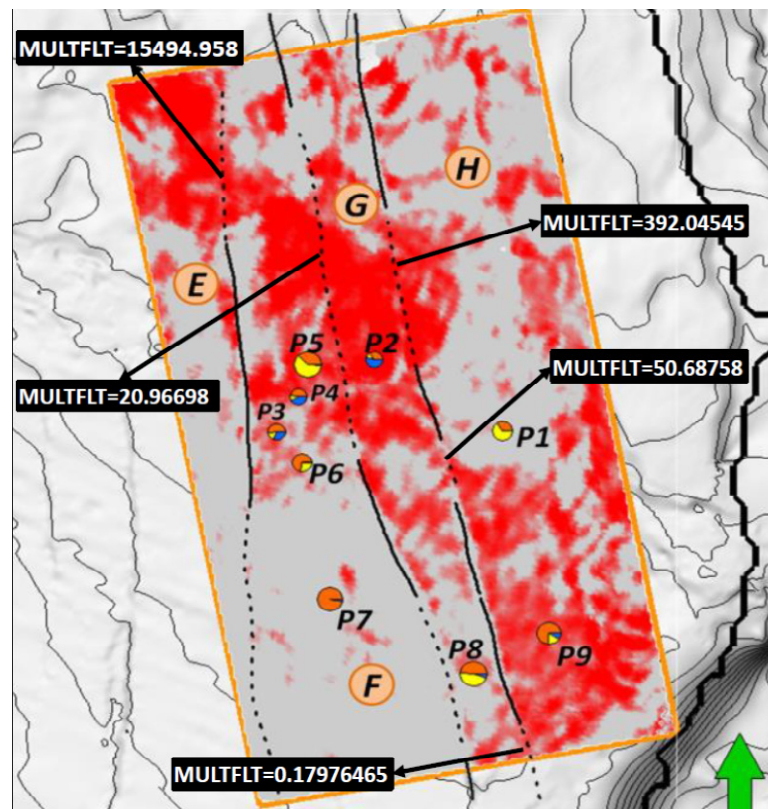 MULTFLT=15494.958
H
G
MULTFLT=392.04545
E
P5
P2
MULTFLT=50.68758
MULTFLT=20.96698
P4
P3
P1
P6
P7
P9
P8
F
MULTFLT=0.17976465